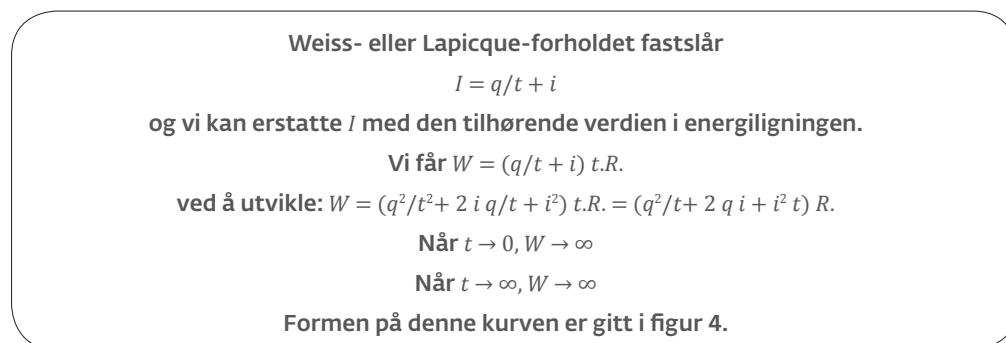 Weiss- eller Lapicque-forholdet fastslår
I = q/t + i
og vi kan erstatte I med den tilhørende verdien i energiligningen.
Vi får W = (q/t + i) t.R.
ved å utvikle: W = (q²/t²+ 2 i q/t + i²) t.R. = (q²/t+ 2 q i + i² t) R.
Når t → 0, W → ∞
Når t → ∞, W → ∞
Formen på denne kurven er gitt i figur 4.